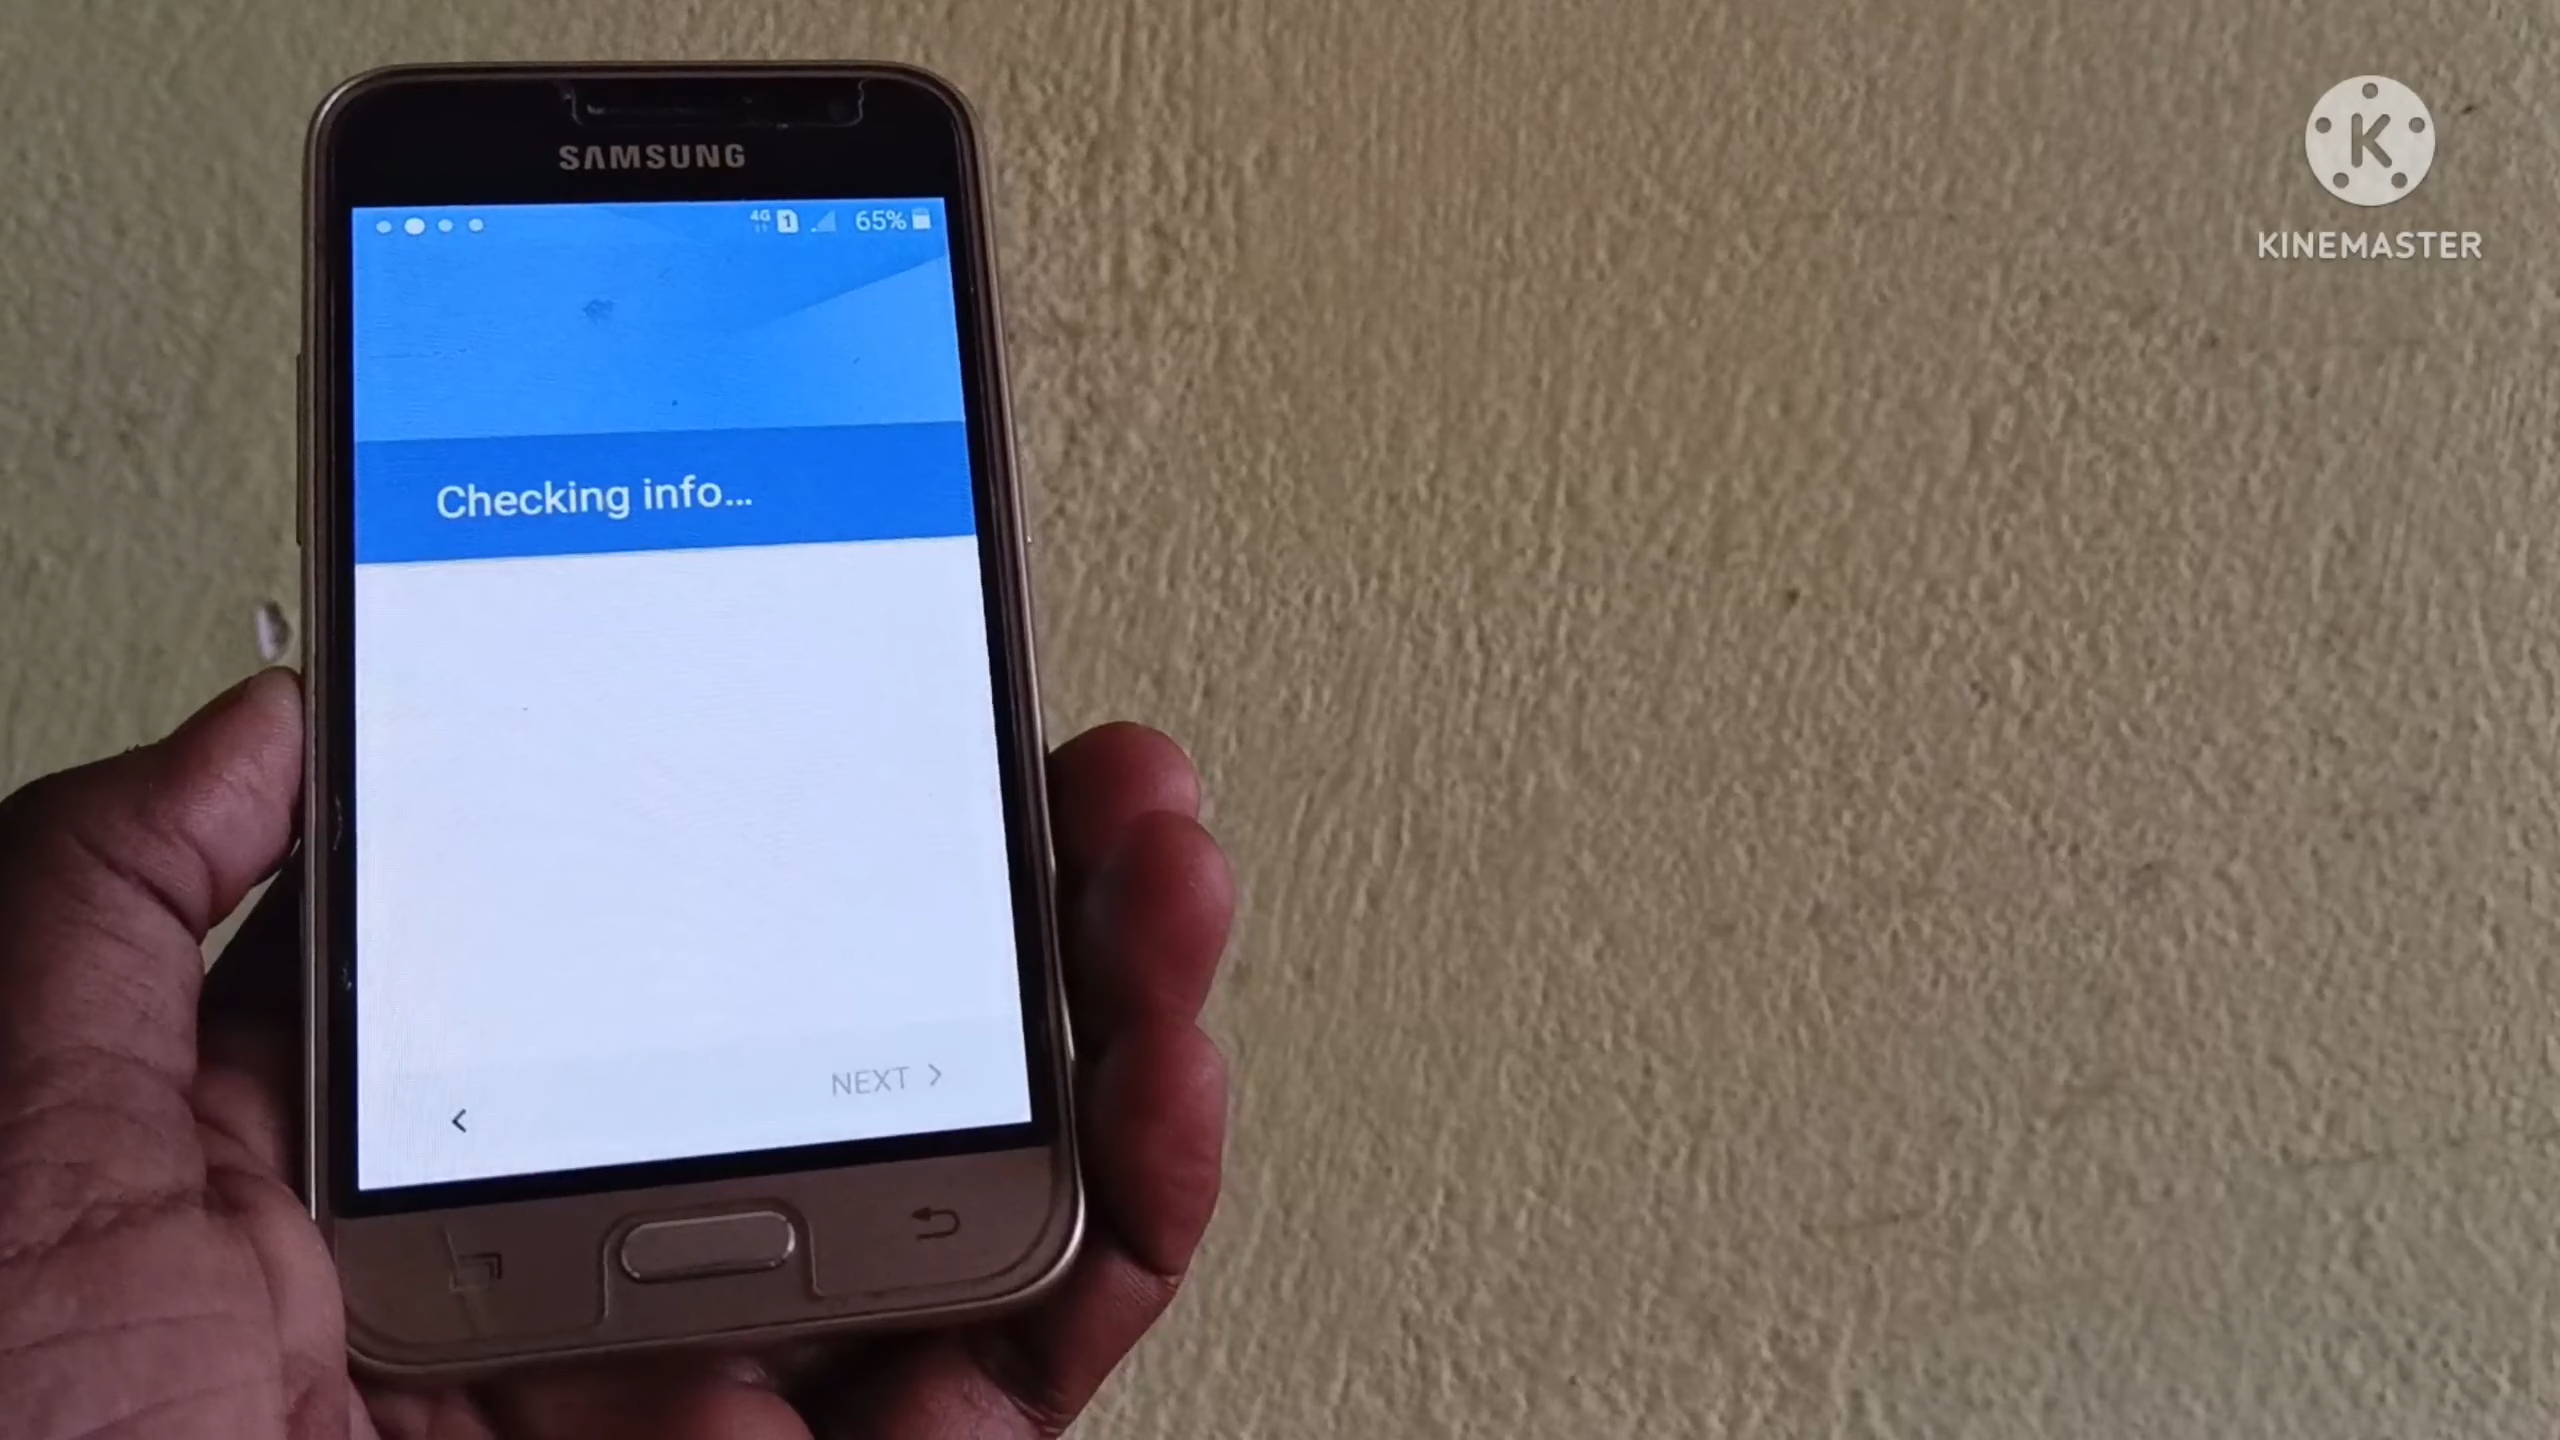 SAMSUNG
4G 1 65%
Checking info...
NEXT >
K
KINEMASTER